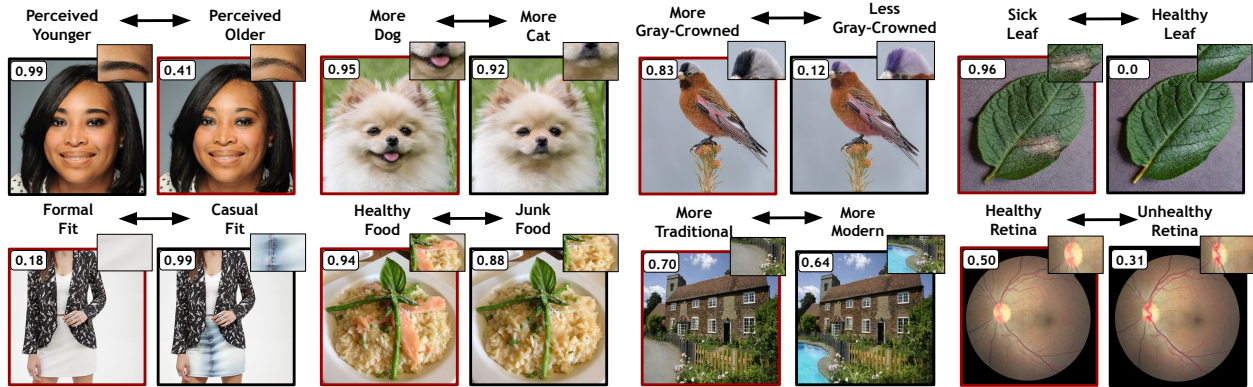 Perceived Younger
Perceived Older
More Dog
More Cat
More Gray-Crowned
Less Gray-Crowned
Sick Leaf
Healthy Leaf
0.99
0.41
0.95
0.92
0.83
0.12
0.96
0.0
Formal Fit
Casual Fit
Healthy Food
Junk Food
More Traditional
More Modern
Healthy Retina
Unhealthy Retina
0.18
0.99
0.94
0.88
0.70
0.64
0.50
0.31